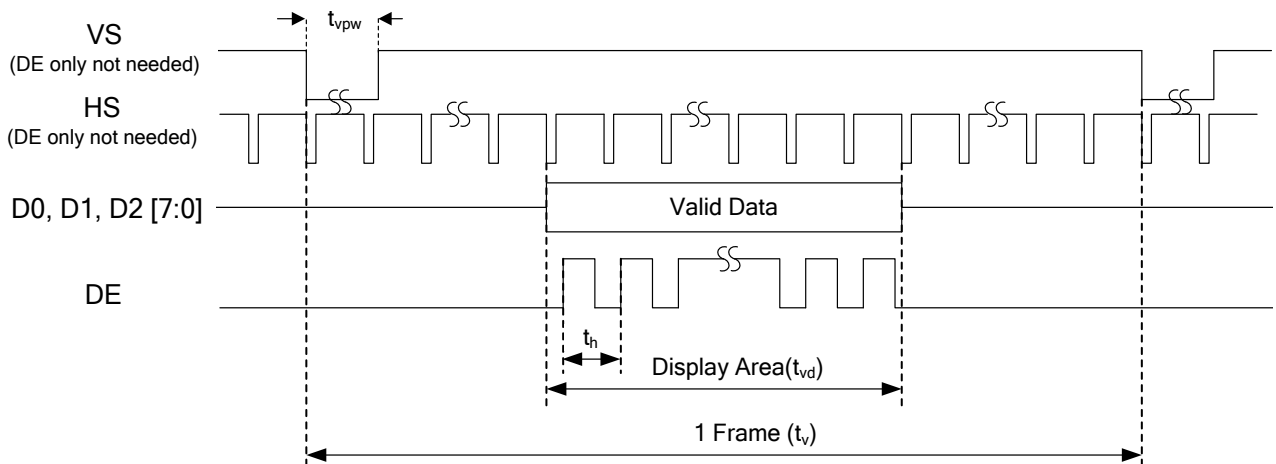 t_vpw
VS
(DE only not needed)
HS
(DE only not needed)
D0, D1, D2 [7:0]
Valid Data
DE
t_h
Display Area(t_vd)
1 Frame (t_v)